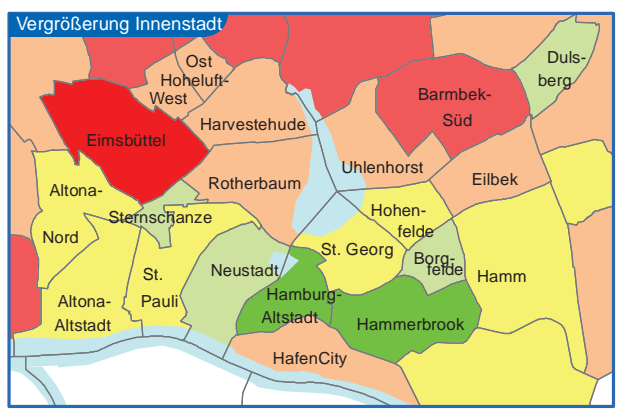 Vergrößerung Innenstadt
Ost
Hoheluft-
West
Duls-
berg
Barmbek-
Süd
Harvestehude
Eimsbüttel
Uhlenhorst
Eilbek
Rotherbaum
Altona-
Nord
Sternschanze
Hohen-
felde
St. Georg
Borg-
felde
Hamm
Neustadt
St.
Pauli
Hamburg-
Altstadt
Altona-
Altstadt
Hammerbrook
HafenCity